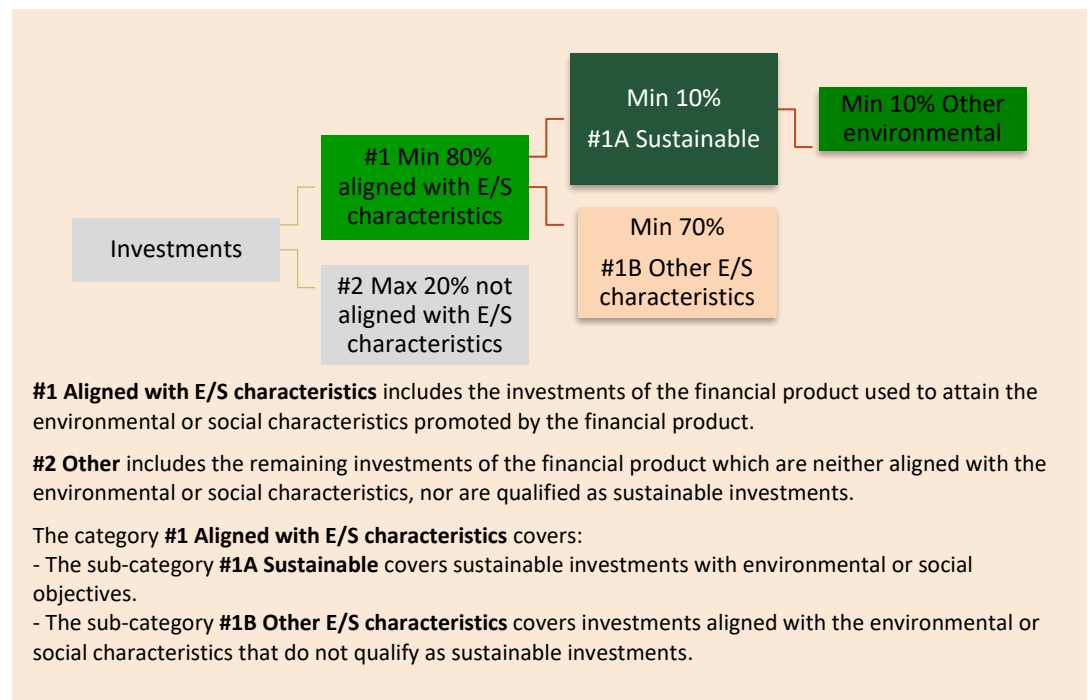 Min 10%
#1A Sustainable
Min 10% Other
environmental
#1 Min 80%
aligned with E/S
characteristics
Min 70%
#1B Other E/S
characteristics
Investments
#2 Max 20% not
aligned with E/S
characteristics
#1 Aligned with E/S characteristics includes the investments of the financial product used to attain the
environmental or social characteristics promoted by the financial product.
#2 Other includes the remaining investments of the financial product which are neither aligned with the
environmental or social characteristics, nor are qualified as sustainable investments.
The category #1 Aligned with E/S characteristics covers:
- The sub-category #1A Sustainable covers sustainable investments with environmental or social
objectives.
- The sub-category #1B Other E/S characteristics covers investments aligned with the environmental or
social characteristics that do not qualify as sustainable investments.